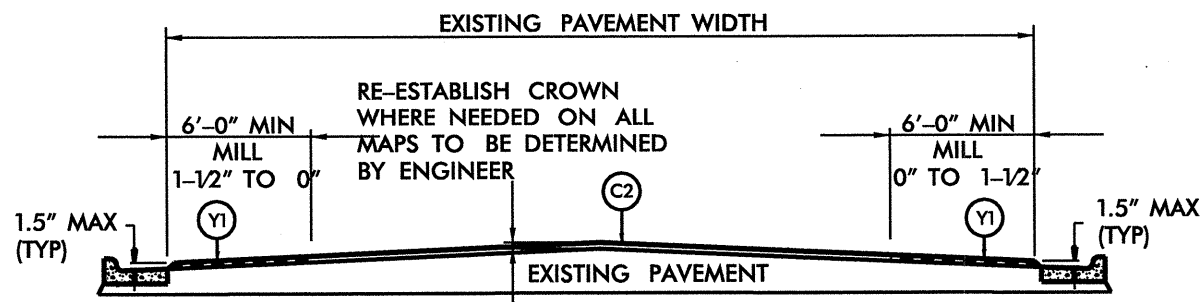 EXISTING PAVEMENT WIDTH
RE-ESTABLISH CROWN
WHERE NEEDED ON ALL
MAPS TO BE DETERMINED
BY ENGINEER
6'-0" MIN
MILL
1-1/2" TO 0"
6'-0" MIN
MILL
0" TO 1-1/2"
1.5" MAX
(TYP)
Y1
C2
Y1
1.5" MAX
(TYP)
EXISTING PAVEMENT